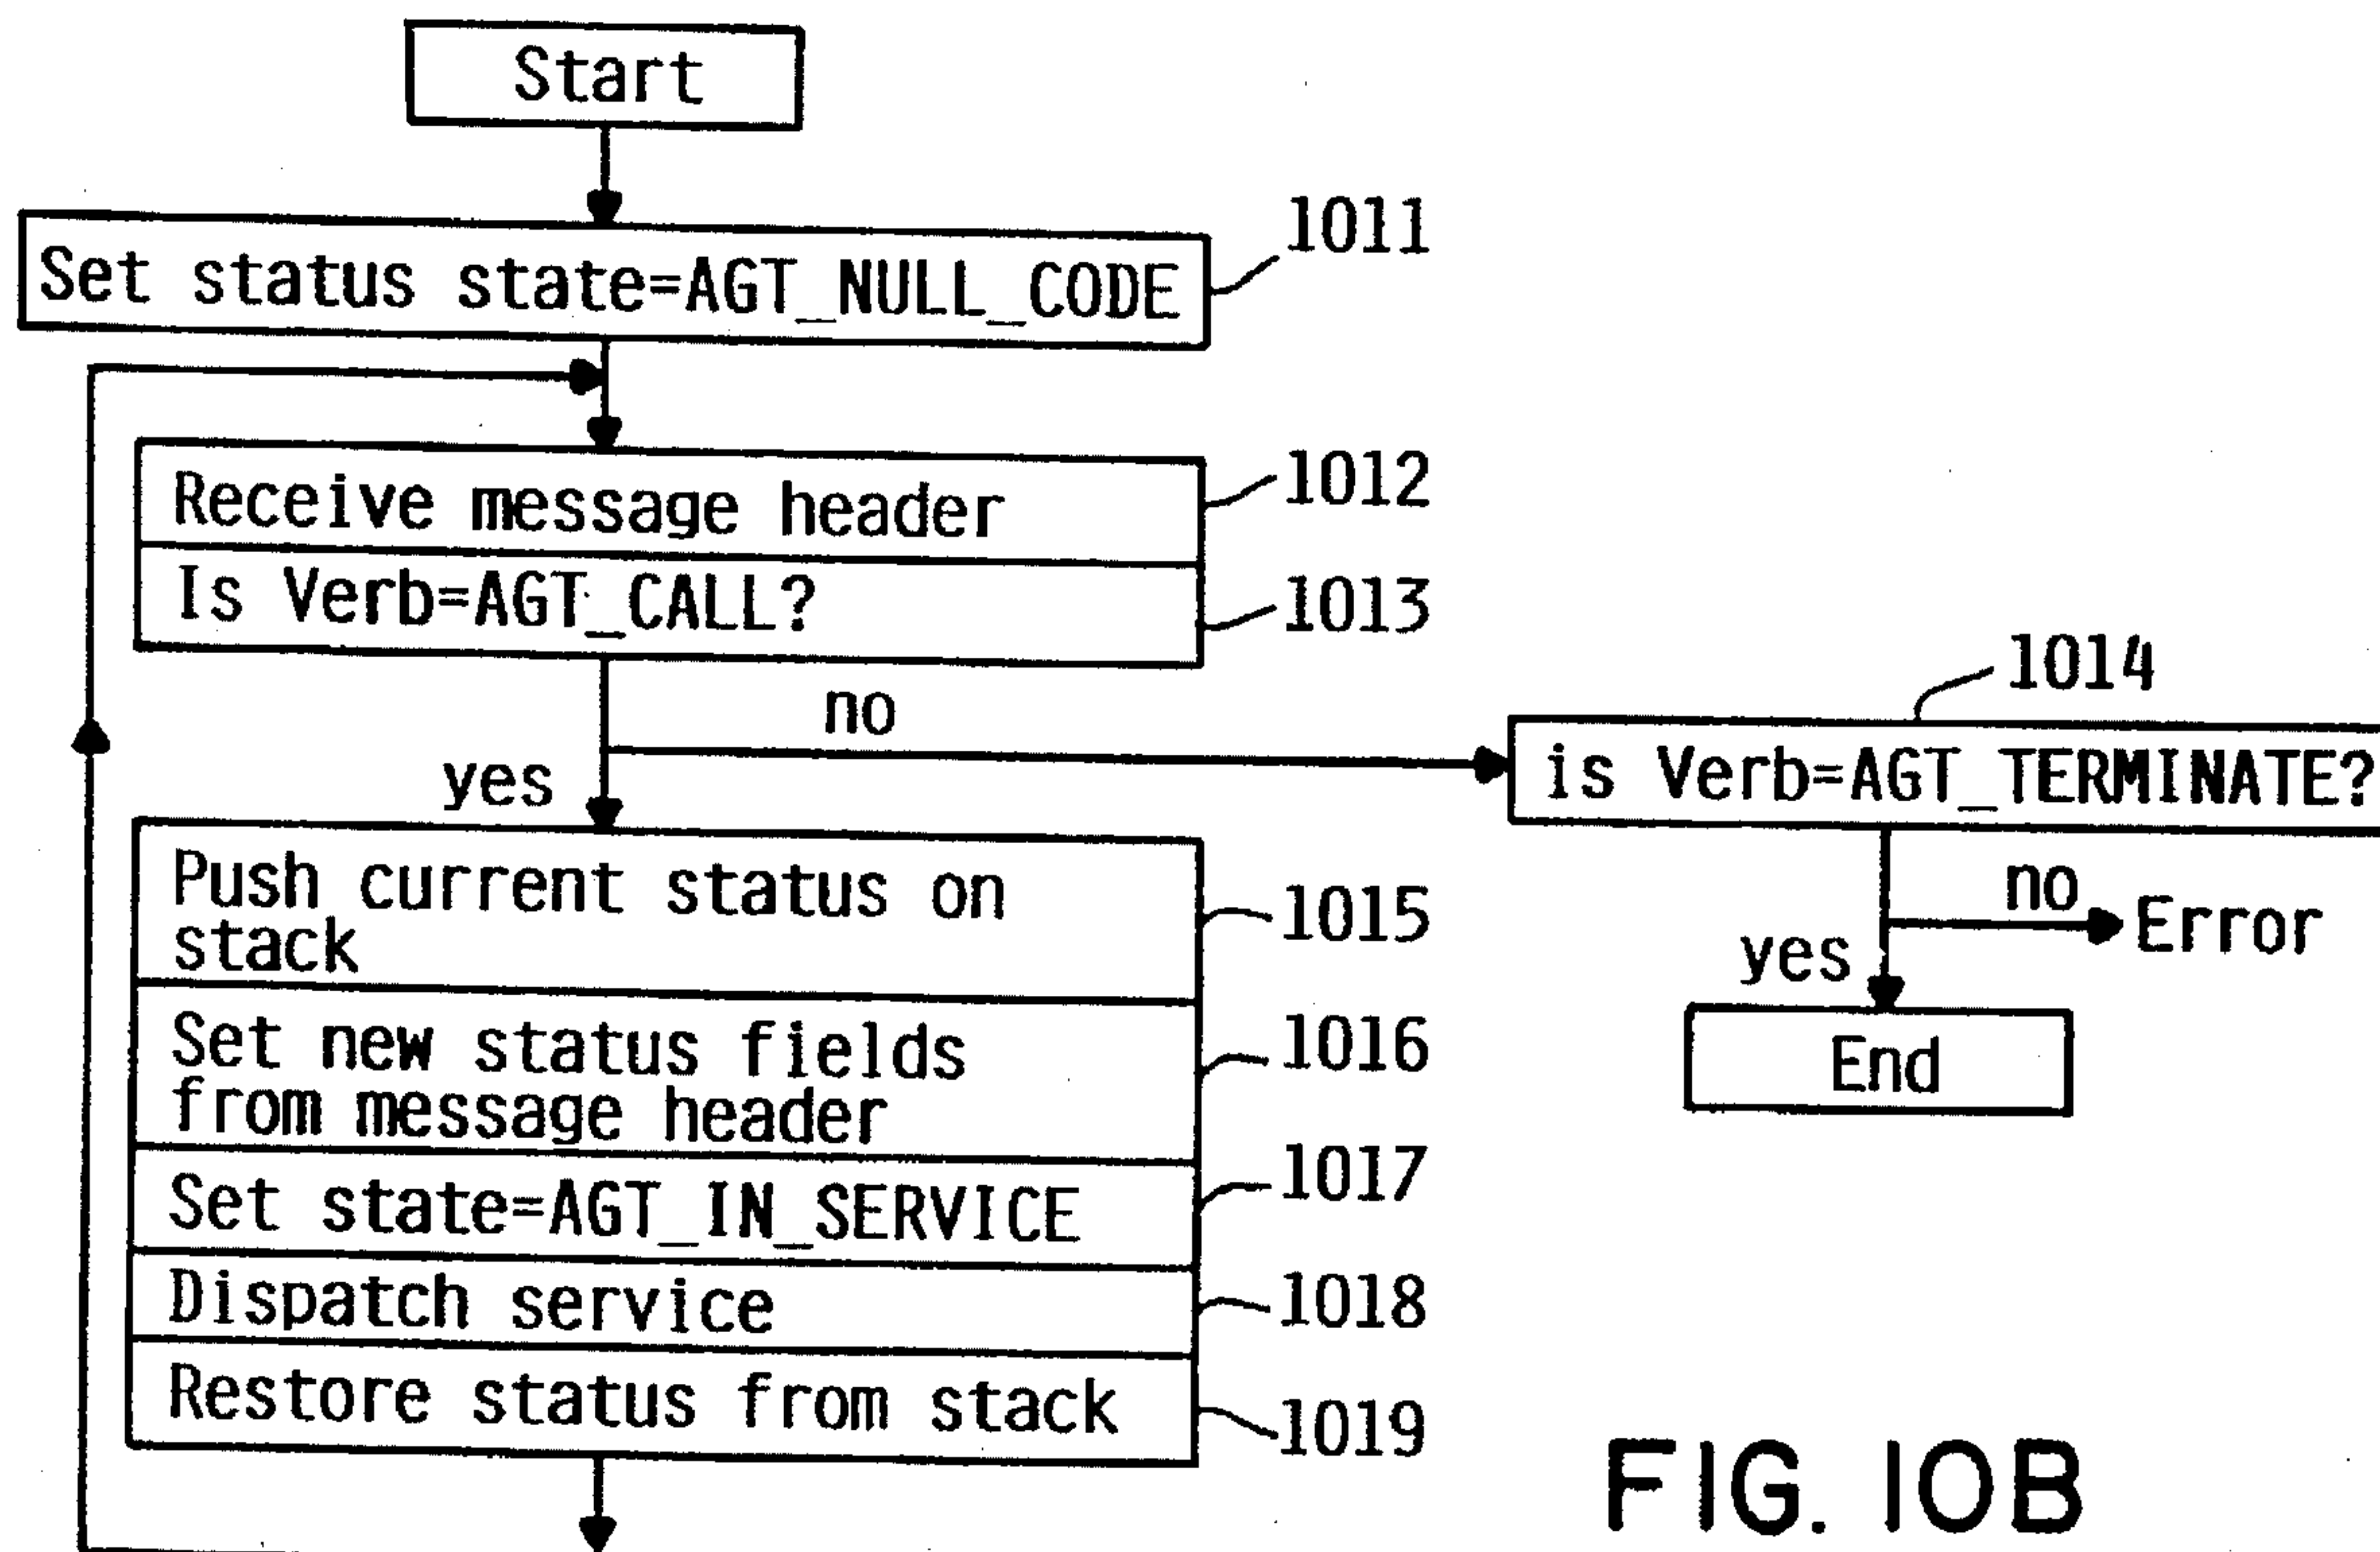 Start
1011
Set status state=AGT_NULL_CODE
Receive message header
1012
Is Verb=AGT_CALL?
1013
no
yes
1014
is Verb=AGT_TERMINATE?
no
Error
yes
End
Push current status on
stack
1015
Set new status fields
from message header
1016
Set state=AGT_IN_SERVICE
1017
Dispatch service
1018
Restore status from stack
1019
FIG. 10B